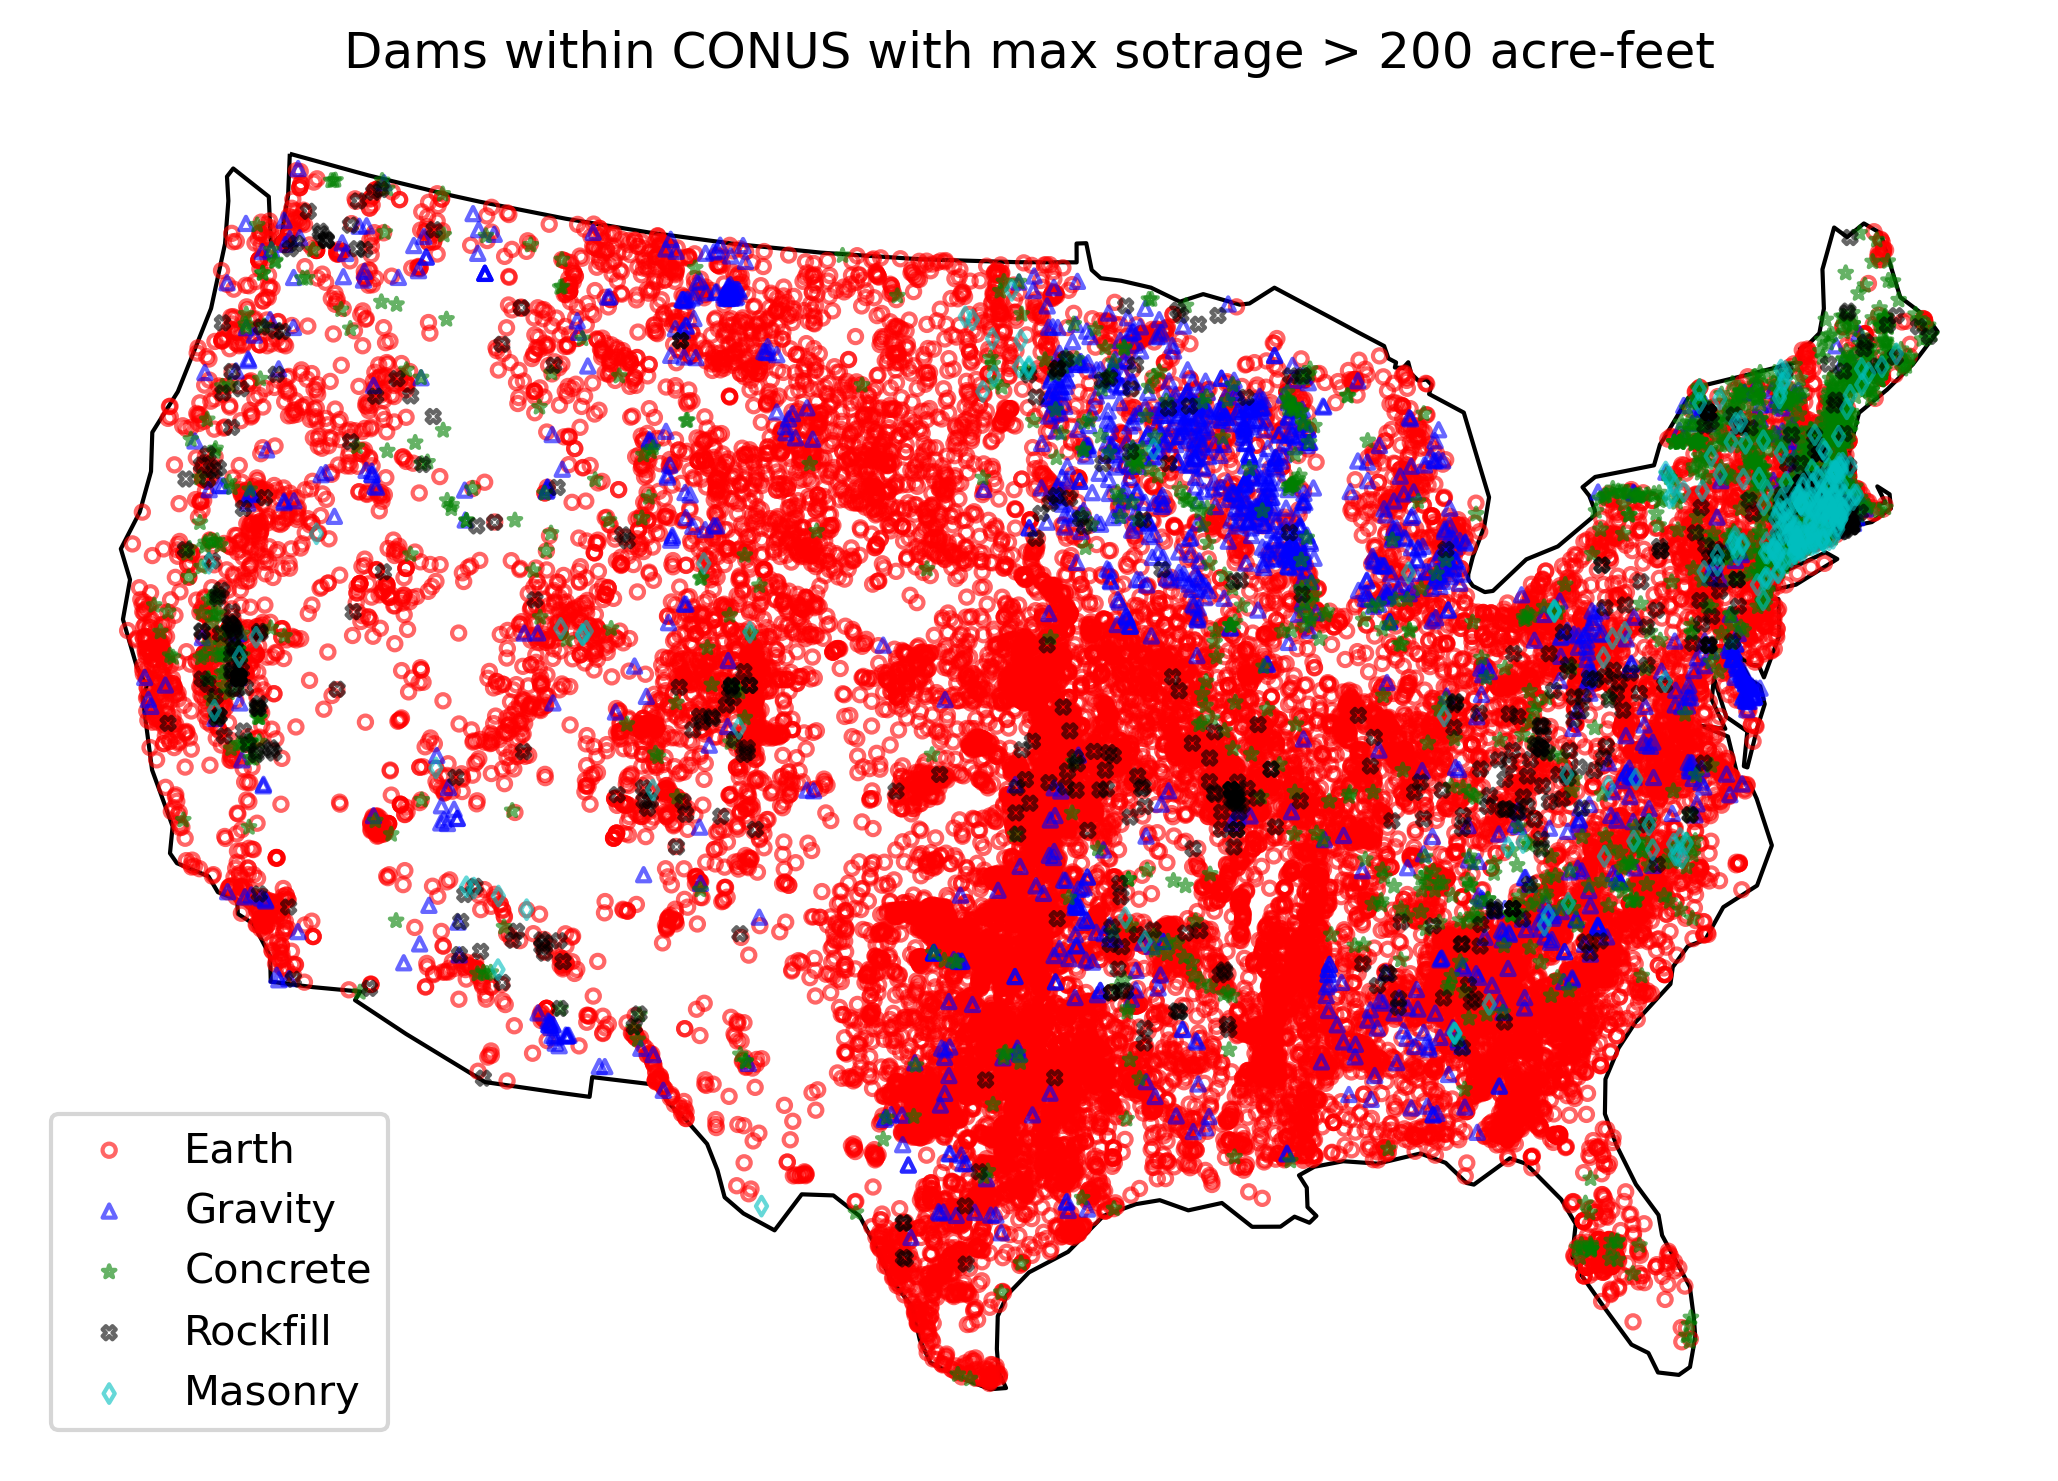 Dams within CONUS with max sotrage > 200 acre-feet
Earth
Gravity
Concrete
Rockfill
Masonry